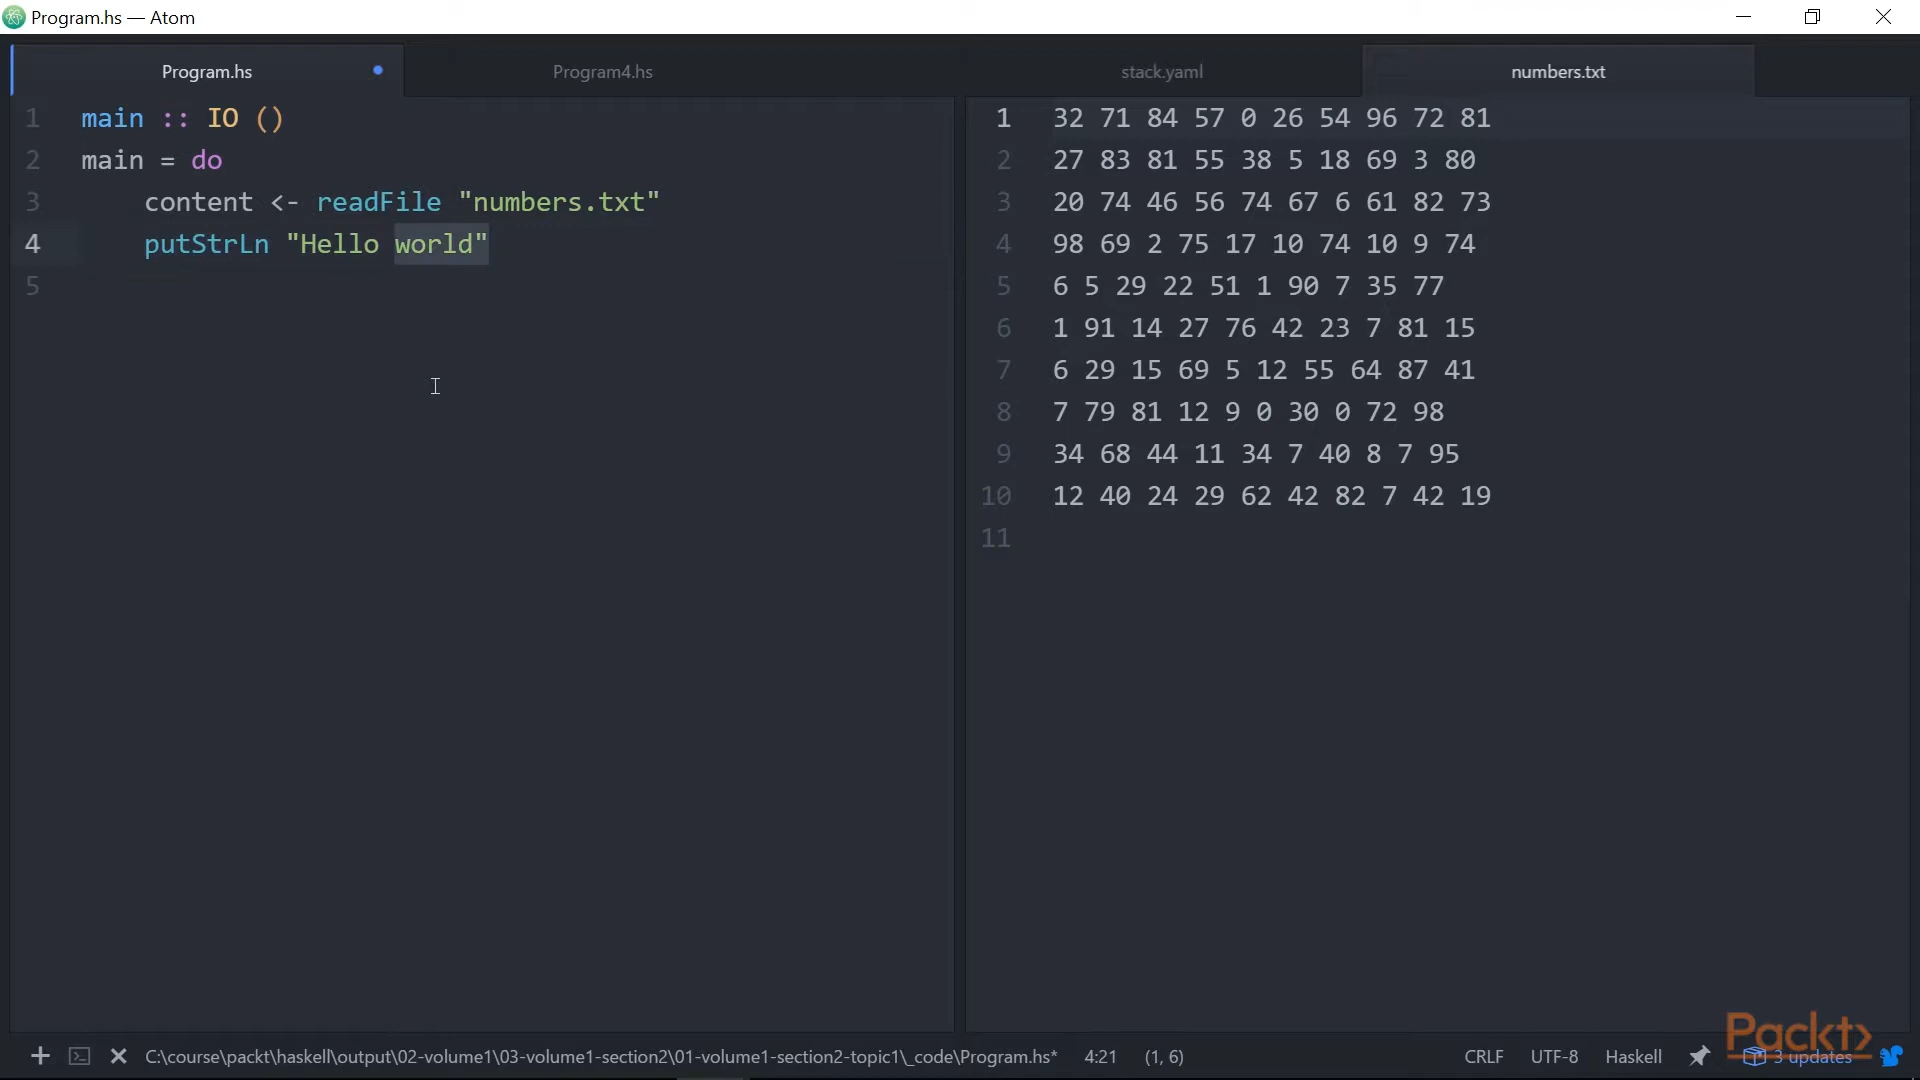 Program.hs — Atom
Program.hs
Program4.hs
stack.yaml
numbers.txt
1 main :: IO ()
2 main = do
3 content <- readFile "numbers.txt"
4 putStrLn "Hello world"
5
1 32 71 84 57 0 26 54 96 72 81
2 27 83 81 55 38 5 18 69 3 80
3 20 74 46 56 74 67 6 61 82 73
4 98 69 2 75 17 10 74 10 9 74
5 6 5 29 22 51 1 90 7 35 77
6 1 91 14 27 76 42 23 7 81 15
7 6 29 15 69 5 12 55 64 87 41
8 7 79 81 12 9 0 30 0 72 98
9 34 68 44 11 34 7 40 8 7 95
10 12 40 24 29 62 42 82 7 42 19
11
Packt>
C:\course\packt\haskell\output\02-volume1\03-volume1-section2\01-volume1-section2-topic1\_code\Program.hs* 4:21 (1, 6)
CRLF UTF-8 Haskell 3 updates